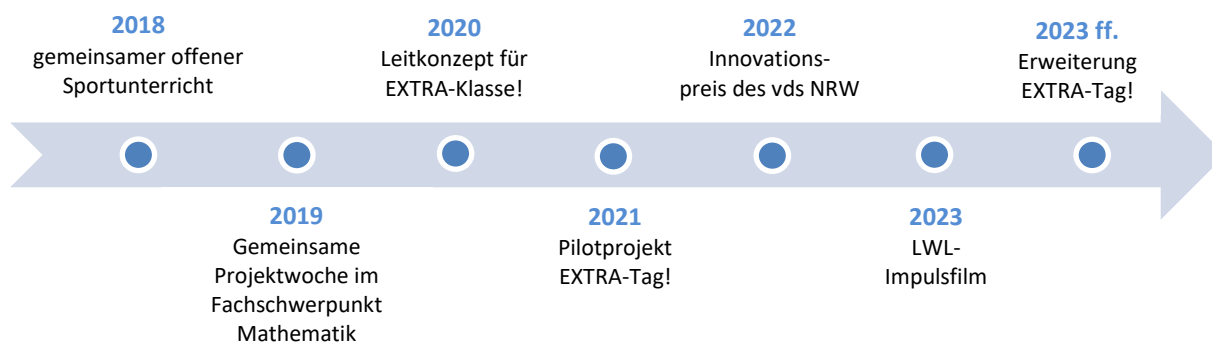 2018
gemeinsamer offener
Sportunterricht
2020
Leitkonzept für
EXTRA-Klasse!
2022
Innovations-
preis des vds NRW
2023 ff.
Erweiterung
EXTRA-Tag!
2019
Gemeinsame
Projektwoche im
Fachschwerpunkt
Mathematik
2021
Pilotprojekt
EXTRA-Tag!
2023
LWL-
Impulsfilm